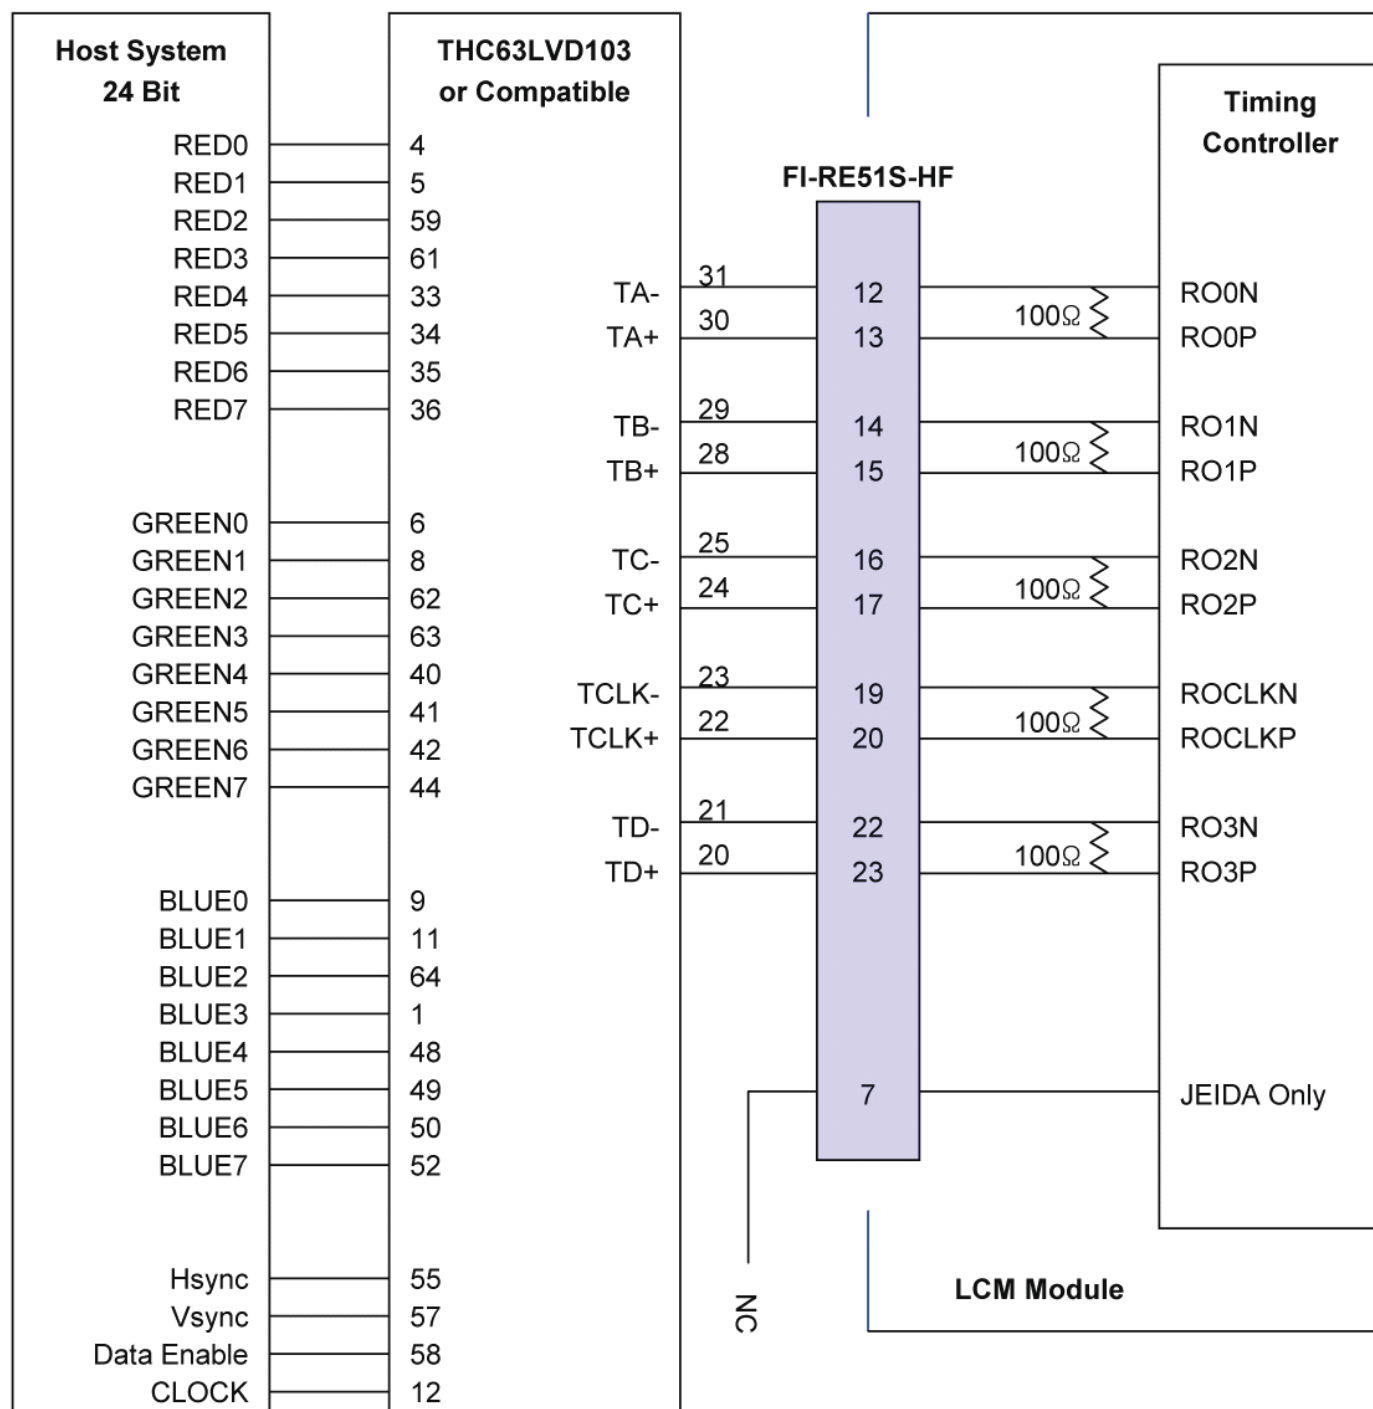 Host System
24 Bit
RED0 4
RED1 5
RED2 59
RED3 61
RED4 33
RED5 34
RED6 35
RED7 36
GREEN0 6
GREEN1 8
GREEN2 62
GREEN3 63
GREEN4 40
GREEN5 41
GREEN6 42
GREEN7 44
BLUE0 9
BLUE1 11
BLUE2 64
BLUE3 1
BLUE4 48
BLUE5 49
BLUE6 50
BLUE7 52
Hsync 55
Vsync 57
Data Enable 58
CLOCK 12
THC63LVD103
or Compatible
FI-RE51S-HF
Timing
Controller
TA- 31 12 RO0N
100Ω
TA+ 30 13 RO0P
TB- 29 14 RO1N
100Ω
TB+ 28 15 RO1P
TC- 25 16 RO2N
100Ω
TC+ 24 17 RO2P
TCLK- 23 19 ROCLKN
100Ω
TCLK+ 22 20 ROCLKP
TD- 21 22 RO3N
100Ω
TD+ 20 23 RO3P
7 JEIDA Only
NC
LCM Module